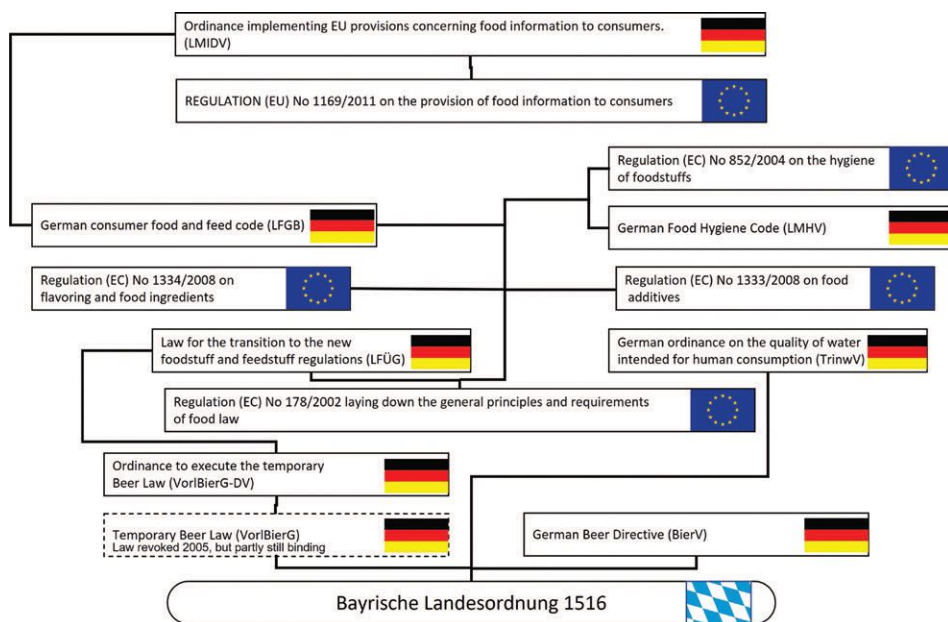 Ordinance implementing EU provisions concerning food information to consumers.
(LMIDV)
REGULATION (EU) No 1169/2011 on the provision of food information to consumers
Regulation (EC) No 852/2004 on the hygiene
of foodstuffs
German consumer food and feed code (LFGB)
German Food Hygiene Code (LMHV)
Regulation (EC) No 1334/2008 on
flavoring and food ingredients
Regulation (EC) No 1333/2008 on food
additives
Law for the transition to the new
foodstuff and feedstuff regulations (LFÜG)
German ordinance on the quality of water
intended for human consumption (TrinwV)
Regulation (EC) No 178/2002 laying down the general principles and requirements
of food law
Ordinance to execute the temporary
Beer Law (VorlBierG-DV)
Temporary Beer Law (VorlBierG)
Law revoked 2005, but partly still binding
German Beer Directive (BierV)
Bayrische Landesordnung 1516